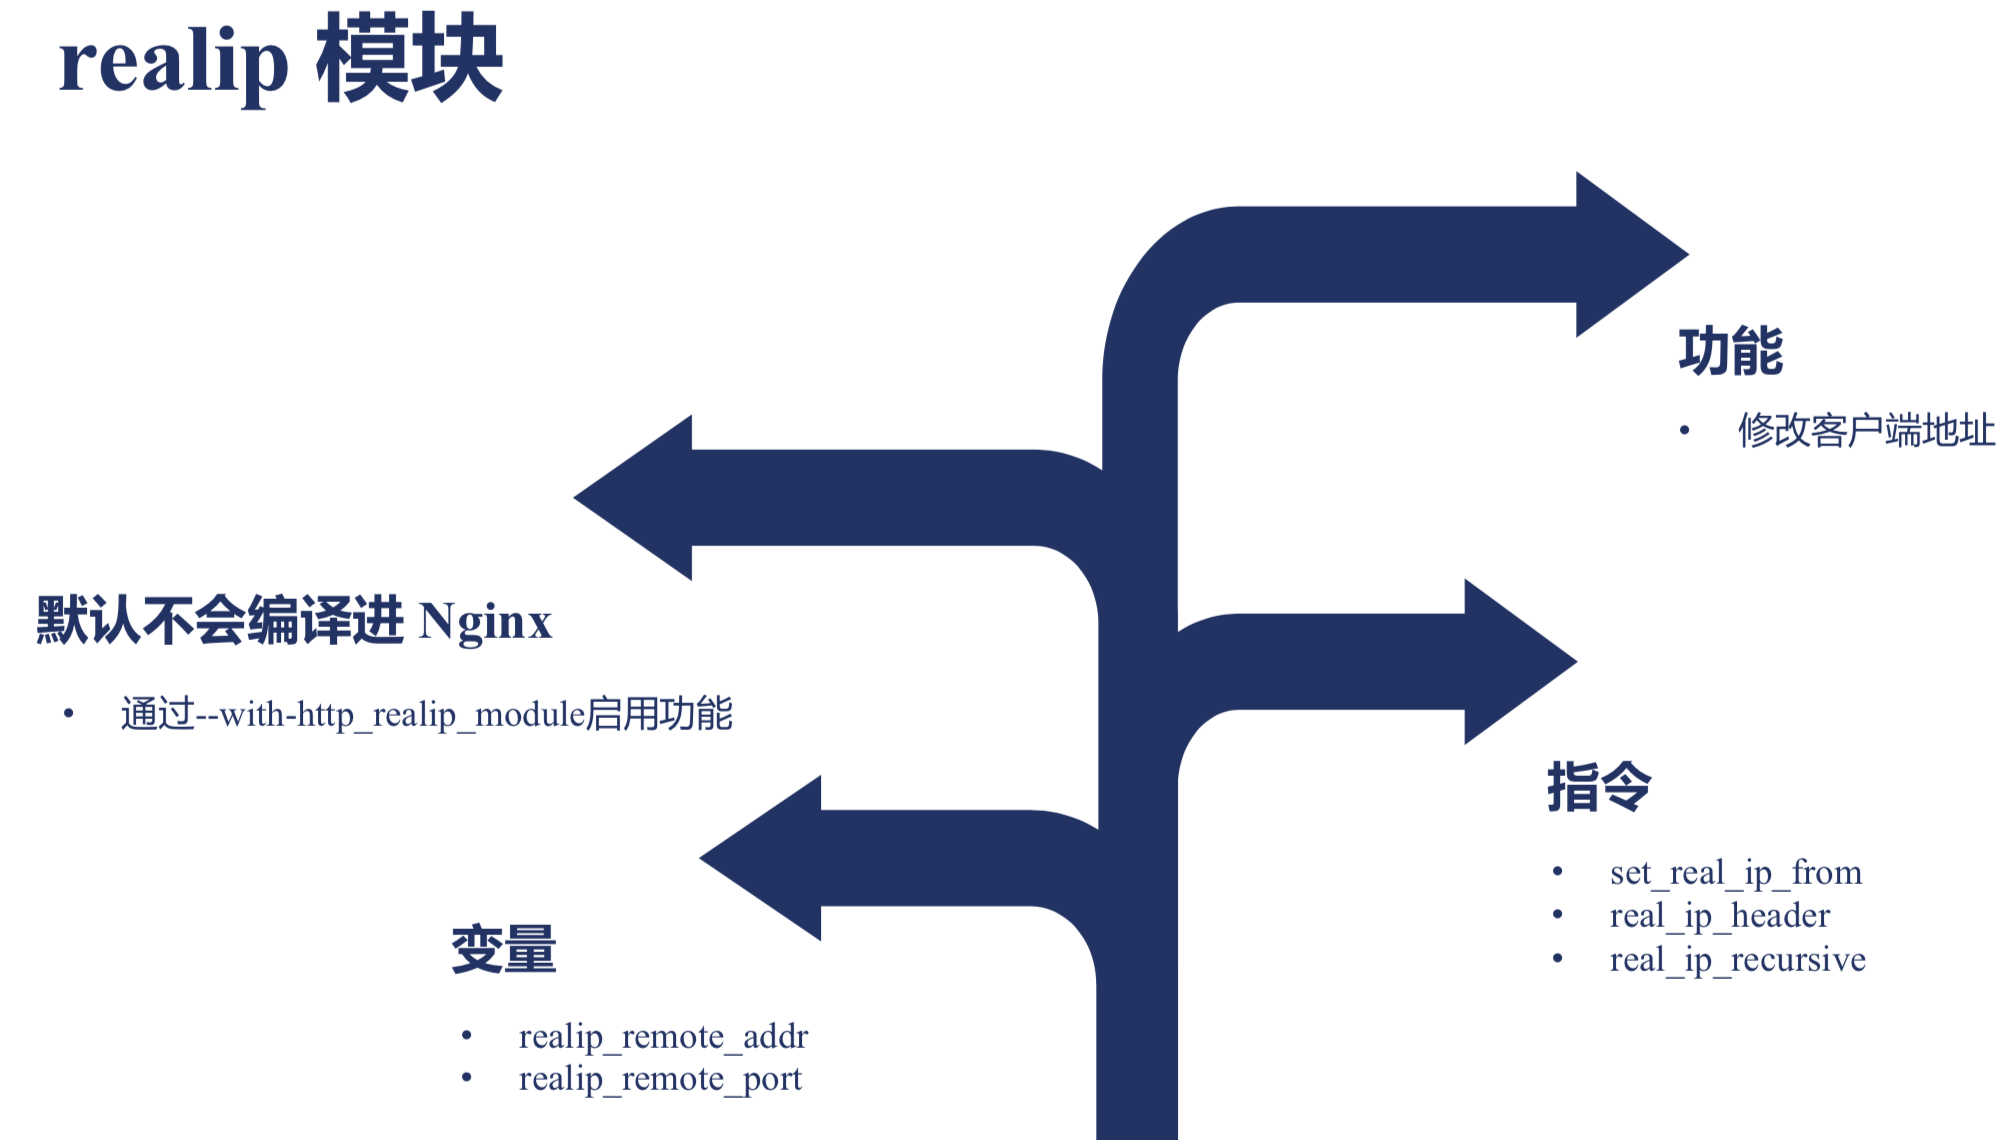 realip 模块
功能
• 修改客户端地址
默认不会编译进 Nginx
• 通过--with-http_realip_module启用功能
指令
• set_real_ip_from
• real_ip_header
• real_ip_recursive
变量
• realip_remote_addr
• realip_remote_port